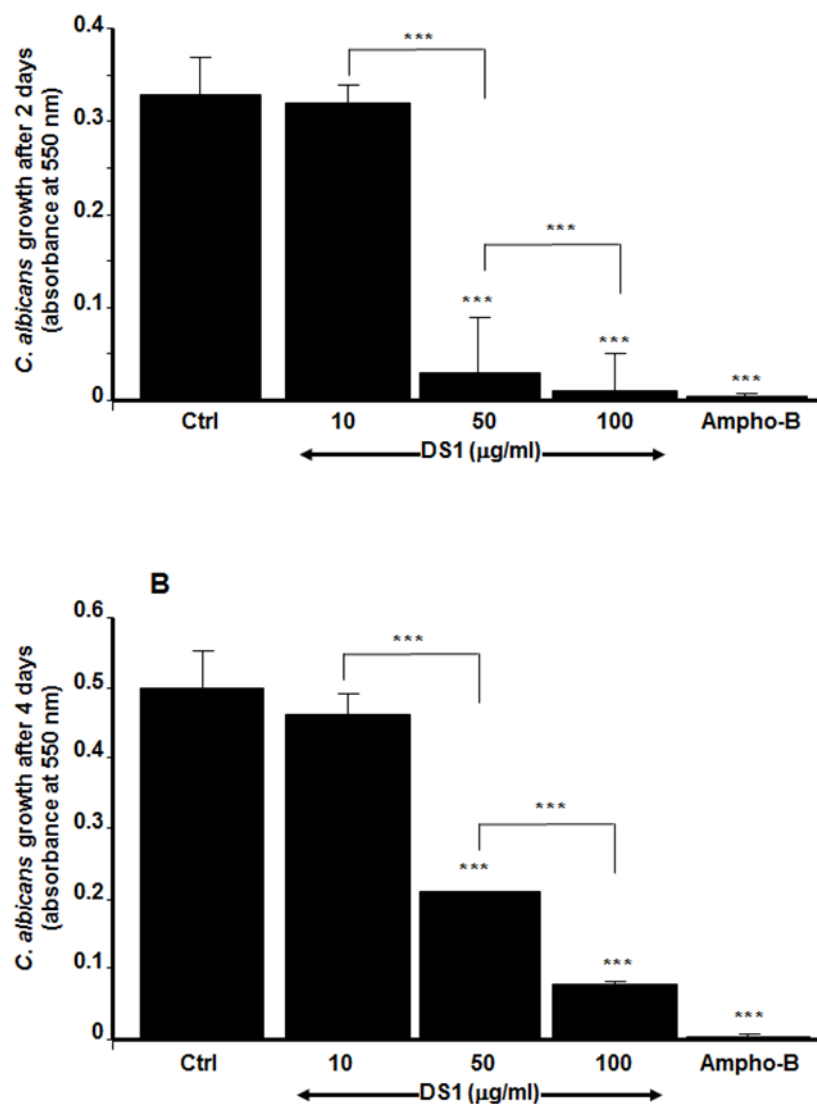 C. albicans growth after 2 days
(absorbance at 550 nm)
0.4
0.3
0.2
0.1
0
***
***
***
***
***
Ctrl 10 50 100 Ampho-B
DS1 (μg/ml)
B
C. albicans growth after 4 days
(absorbance at 550 nm)
0.6
0.5
0.4
0.3
0.2
0.1
0
***
***
***
***
***
Ctrl 10 50 100 Ampho-B
DS1 (μg/ml)